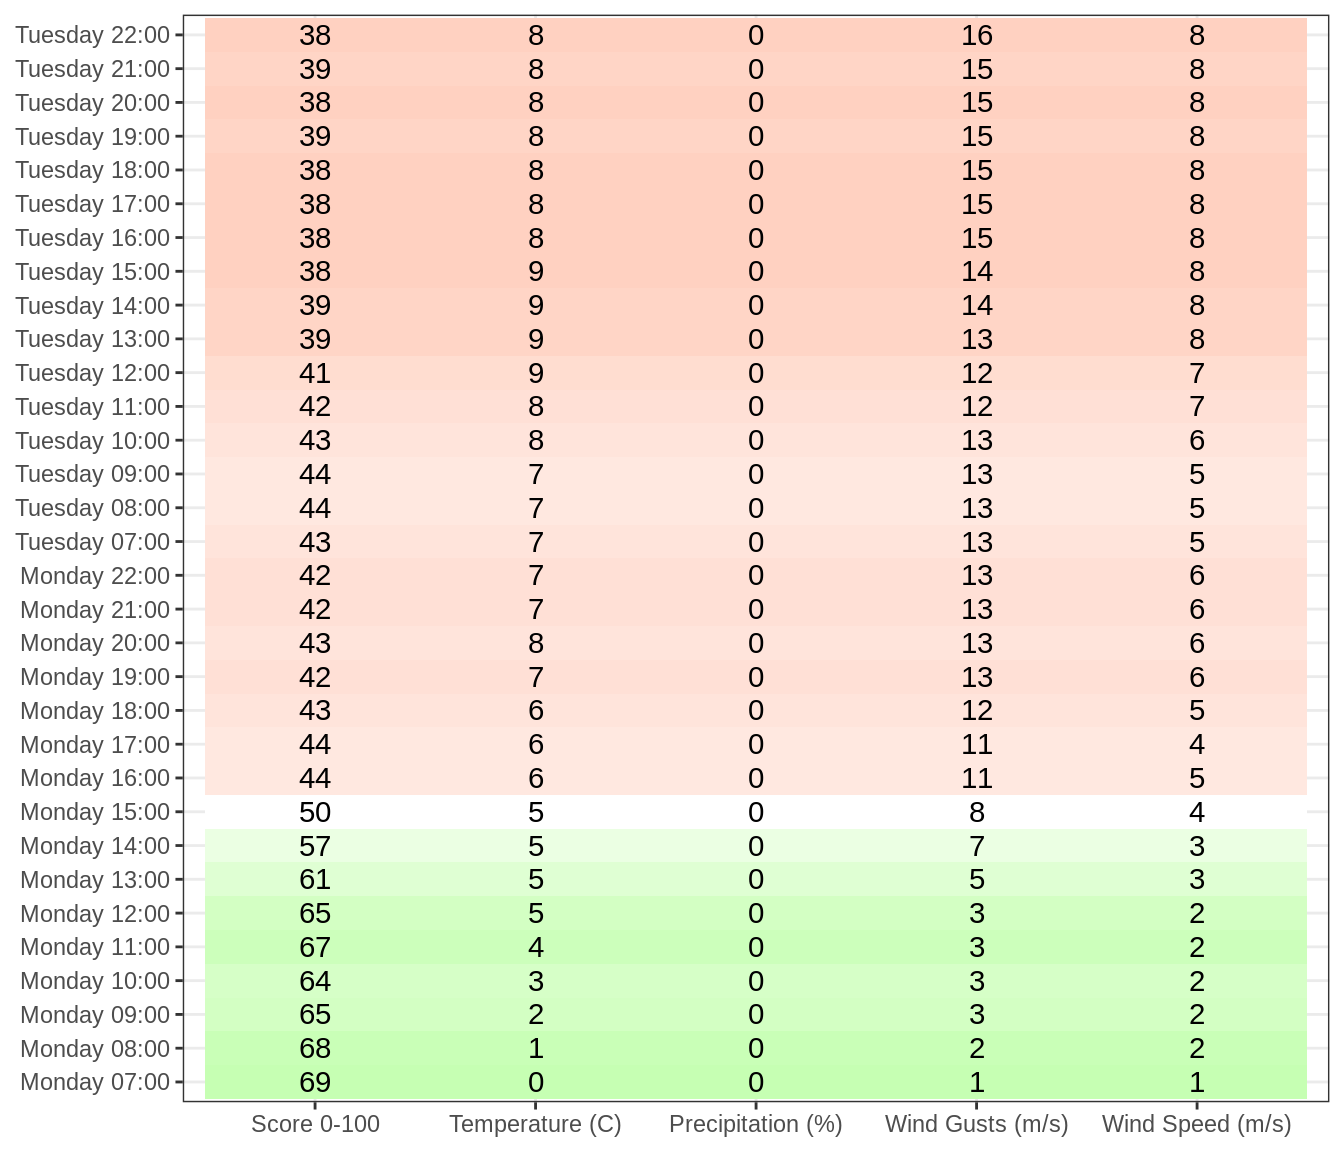 Tuesday 22:00 38 8 0 16 8
Tuesday 21:00 39 8 0 15 8
Tuesday 20:00 38 8 0 15 8
Tuesday 19:00 39 8 0 15 8
Tuesday 18:00 38 8 0 15 8
Tuesday 17:00 38 8 0 15 8
Tuesday 16:00 38 8 0 15 8
Tuesday 15:00 38 9 0 14 8
Tuesday 14:00 39 9 0 14 8
Tuesday 13:00 39 9 0 13 8
Tuesday 12:00 41 9 0 12 7
Tuesday 11:00 42 8 0 12 7
Tuesday 10:00 43 8 0 13 6
Tuesday 09:00 44 7 0 13 5
Tuesday 08:00 44 7 0 13 5
Tuesday 07:00 43 7 0 13 5
Monday 22:00 42 7 0 13 6
Monday 21:00 42 7 0 13 6
Monday 20:00 43 8 0 13 6
Monday 19:00 42 7 0 13 6
Monday 18:00 43 6 0 12 5
Monday 17:00 44 6 0 11 4
Monday 16:00 44 6 0 11 5
Monday 15:00 50 5 0 8 4
Monday 14:00 57 5 0 7 3
Monday 13:00 61 5 0 5 3
Monday 12:00 65 5 0 3 2
Monday 11:00 67 4 0 3 2
Monday 10:00 64 3 0 3 2
Monday 09:00 65 2 0 3 2
Monday 08:00 68 1 0 2 2
Monday 07:00 69 0 0 1 1
Score 0-100 Temperature (C) Precipitation (%) Wind Gusts (m/s) Wind Speed (m/s)